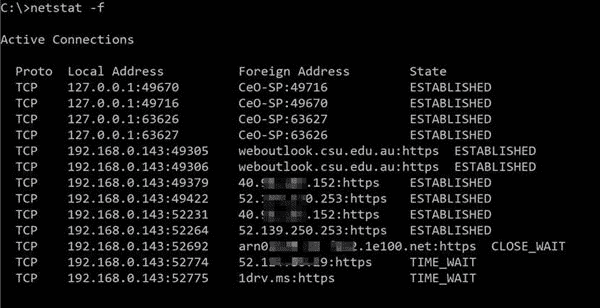 C:\>netstat -f
Active Connections
Proto Local Address Foreign Address State
TCP 127.0.0.1:49670 CeO-SP:49716 ESTABLISHED
TCP 127.0.0.1:49716 CeO-SP:49670 ESTABLISHED
TCP 127.0.0.1:63626 CeO-SP:63627 ESTABLISHED
TCP 127.0.0.1:63627 CeO-SP:63626 ESTABLISHED
TCP 192.168.0.143:49305 weboutlook.csu.edu.au:https ESTABLISHED
TCP 192.168.0.143:49306 weboutlook.csu.edu.au:https ESTABLISHED
TCP 192.168.0.143:49379 .152:https ESTABLISHED
TCP 192.168.0.143:49422 52. 0.253:https ESTABLISHED
TCP 192.168.0.143:52231 .152:https ESTABLISHED
TCP 192.168.0.143:52264 52.139.250.253:https ESTABLISHED
TCP 192.168.0.143:52692 .1e100.net:https CLOSE_WAIT
TCP 192.168.0.143:52774 :https TIME_WAIT
TCP 192.168.0.143:52775 1drv.ms:https TIME_WAIT